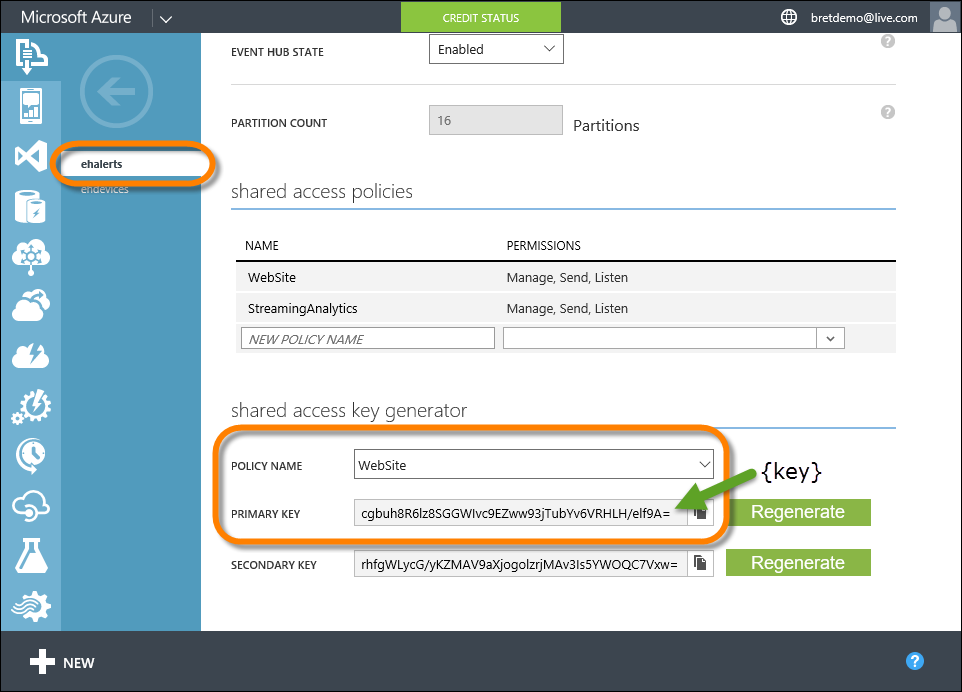 Microsoft Azure
CREDIT STATUS
bretdemo@live.com
EVENT HUB STATE
Enabled
PARTITION COUNT
16
Partitions
ehalerts
endevices
shared access policies
NAME PERMISSIONS
WebSite Manage, Send, Listen
StreamingAnalytics Manage, Send, Listen
NEW POLICY NAME
shared access key generator
POLICY NAME WebSite
{key}
PRIMARY KEY cgbuh8R6lz8SGGWIvc9EZww93jTubYv6VRHLH/elf9A= Regenerate
SECONDARY KEY rhfgWLycG/yKZMAV9aXjogolzrjMAv3Is5YWOQC7Vxw= Regenerate
NEW